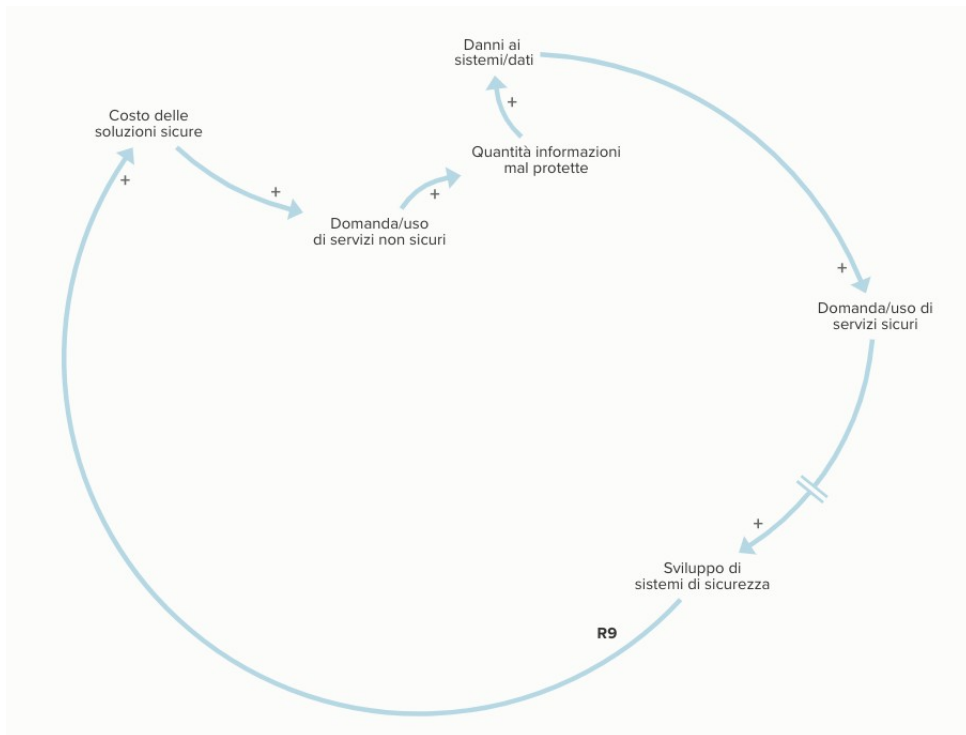 Danni ai
sistemi/dati
+
Costo delle
soluzioni sicure
+
Quantità informazioni
mal protette
+
+
Domanda/uso
di servizi non sicuri
+
Domanda/uso di
servizi sicuri
+
Sviluppo di
sistemi di sicurezza
R9